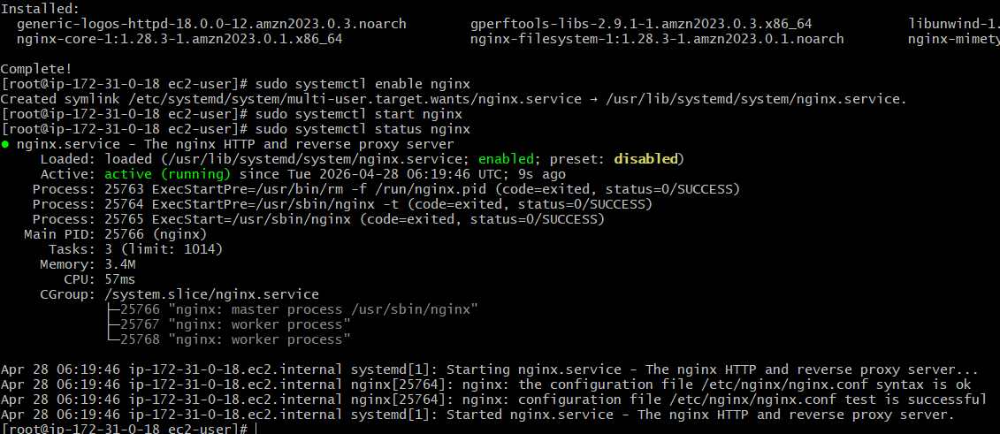 Installed:
  generic-logos-httpd-18.0.0-12.amzn2023.0.3.noarch        gperftools-libs-2.9.1-1.amzn2023.0.3.x86_64            libunwind-1.
  nginx-core-1:1.28.3-1.amzn2023.0.1.x86_64                nginx-filesystem-1:1.28.3-1.amzn2023.0.1.noarch        nginx-mimety
Complete!
[root@ip-172-31-0-18 ec2-user]# sudo systemctl enable nginx
Created symlink /etc/systemd/system/multi-user.target.wants/nginx.service → /usr/lib/systemd/system/nginx.service.
[root@ip-172-31-0-18 ec2-user]# sudo systemctl start nginx
[root@ip-172-31-0-18 ec2-user]# sudo systemctl status nginx
● nginx.service - The nginx HTTP and reverse proxy server
     Loaded: loaded (/usr/lib/systemd/system/nginx.service; enabled; preset: disabled)
     Active: active (running) since Tue 2026-04-28 06:19:46 UTC; 9s ago
    Process: 25763 ExecStartPre=/usr/bin/rm -f /run/nginx.pid (code=exited, status=0/SUCCESS)
    Process: 25764 ExecStartPre=/usr/sbin/nginx -t (code=exited, status=0/SUCCESS)
    Process: 25765 ExecStart=/usr/sbin/nginx (code=exited, status=0/SUCCESS)
   Main PID: 25766 (nginx)
      Tasks: 3 (limit: 1014)
     Memory: 3.4M
        CPU: 57ms
     CGroup: /system.slice/nginx.service
             ├─25766 "nginx: master process /usr/sbin/nginx"
             ├─25767 "nginx: worker process"
             └─25768 "nginx: worker process"
Apr 28 06:19:46 ip-172-31-0-18.ec2.internal systemd[1]: Starting nginx.service - The nginx HTTP and reverse proxy server...
Apr 28 06:19:46 ip-172-31-0-18.ec2.internal nginx[25764]: nginx: the configuration file /etc/nginx/nginx.conf syntax is ok
Apr 28 06:19:46 ip-172-31-0-18.ec2.internal nginx[25764]: nginx: configuration file /etc/nginx/nginx.conf test is successful
Apr 28 06:19:46 ip-172-31-0-18.ec2.internal systemd[1]: Started nginx.service - The nginx HTTP and reverse proxy server.
[root@ip-172-31-0-18 ec2-user]#